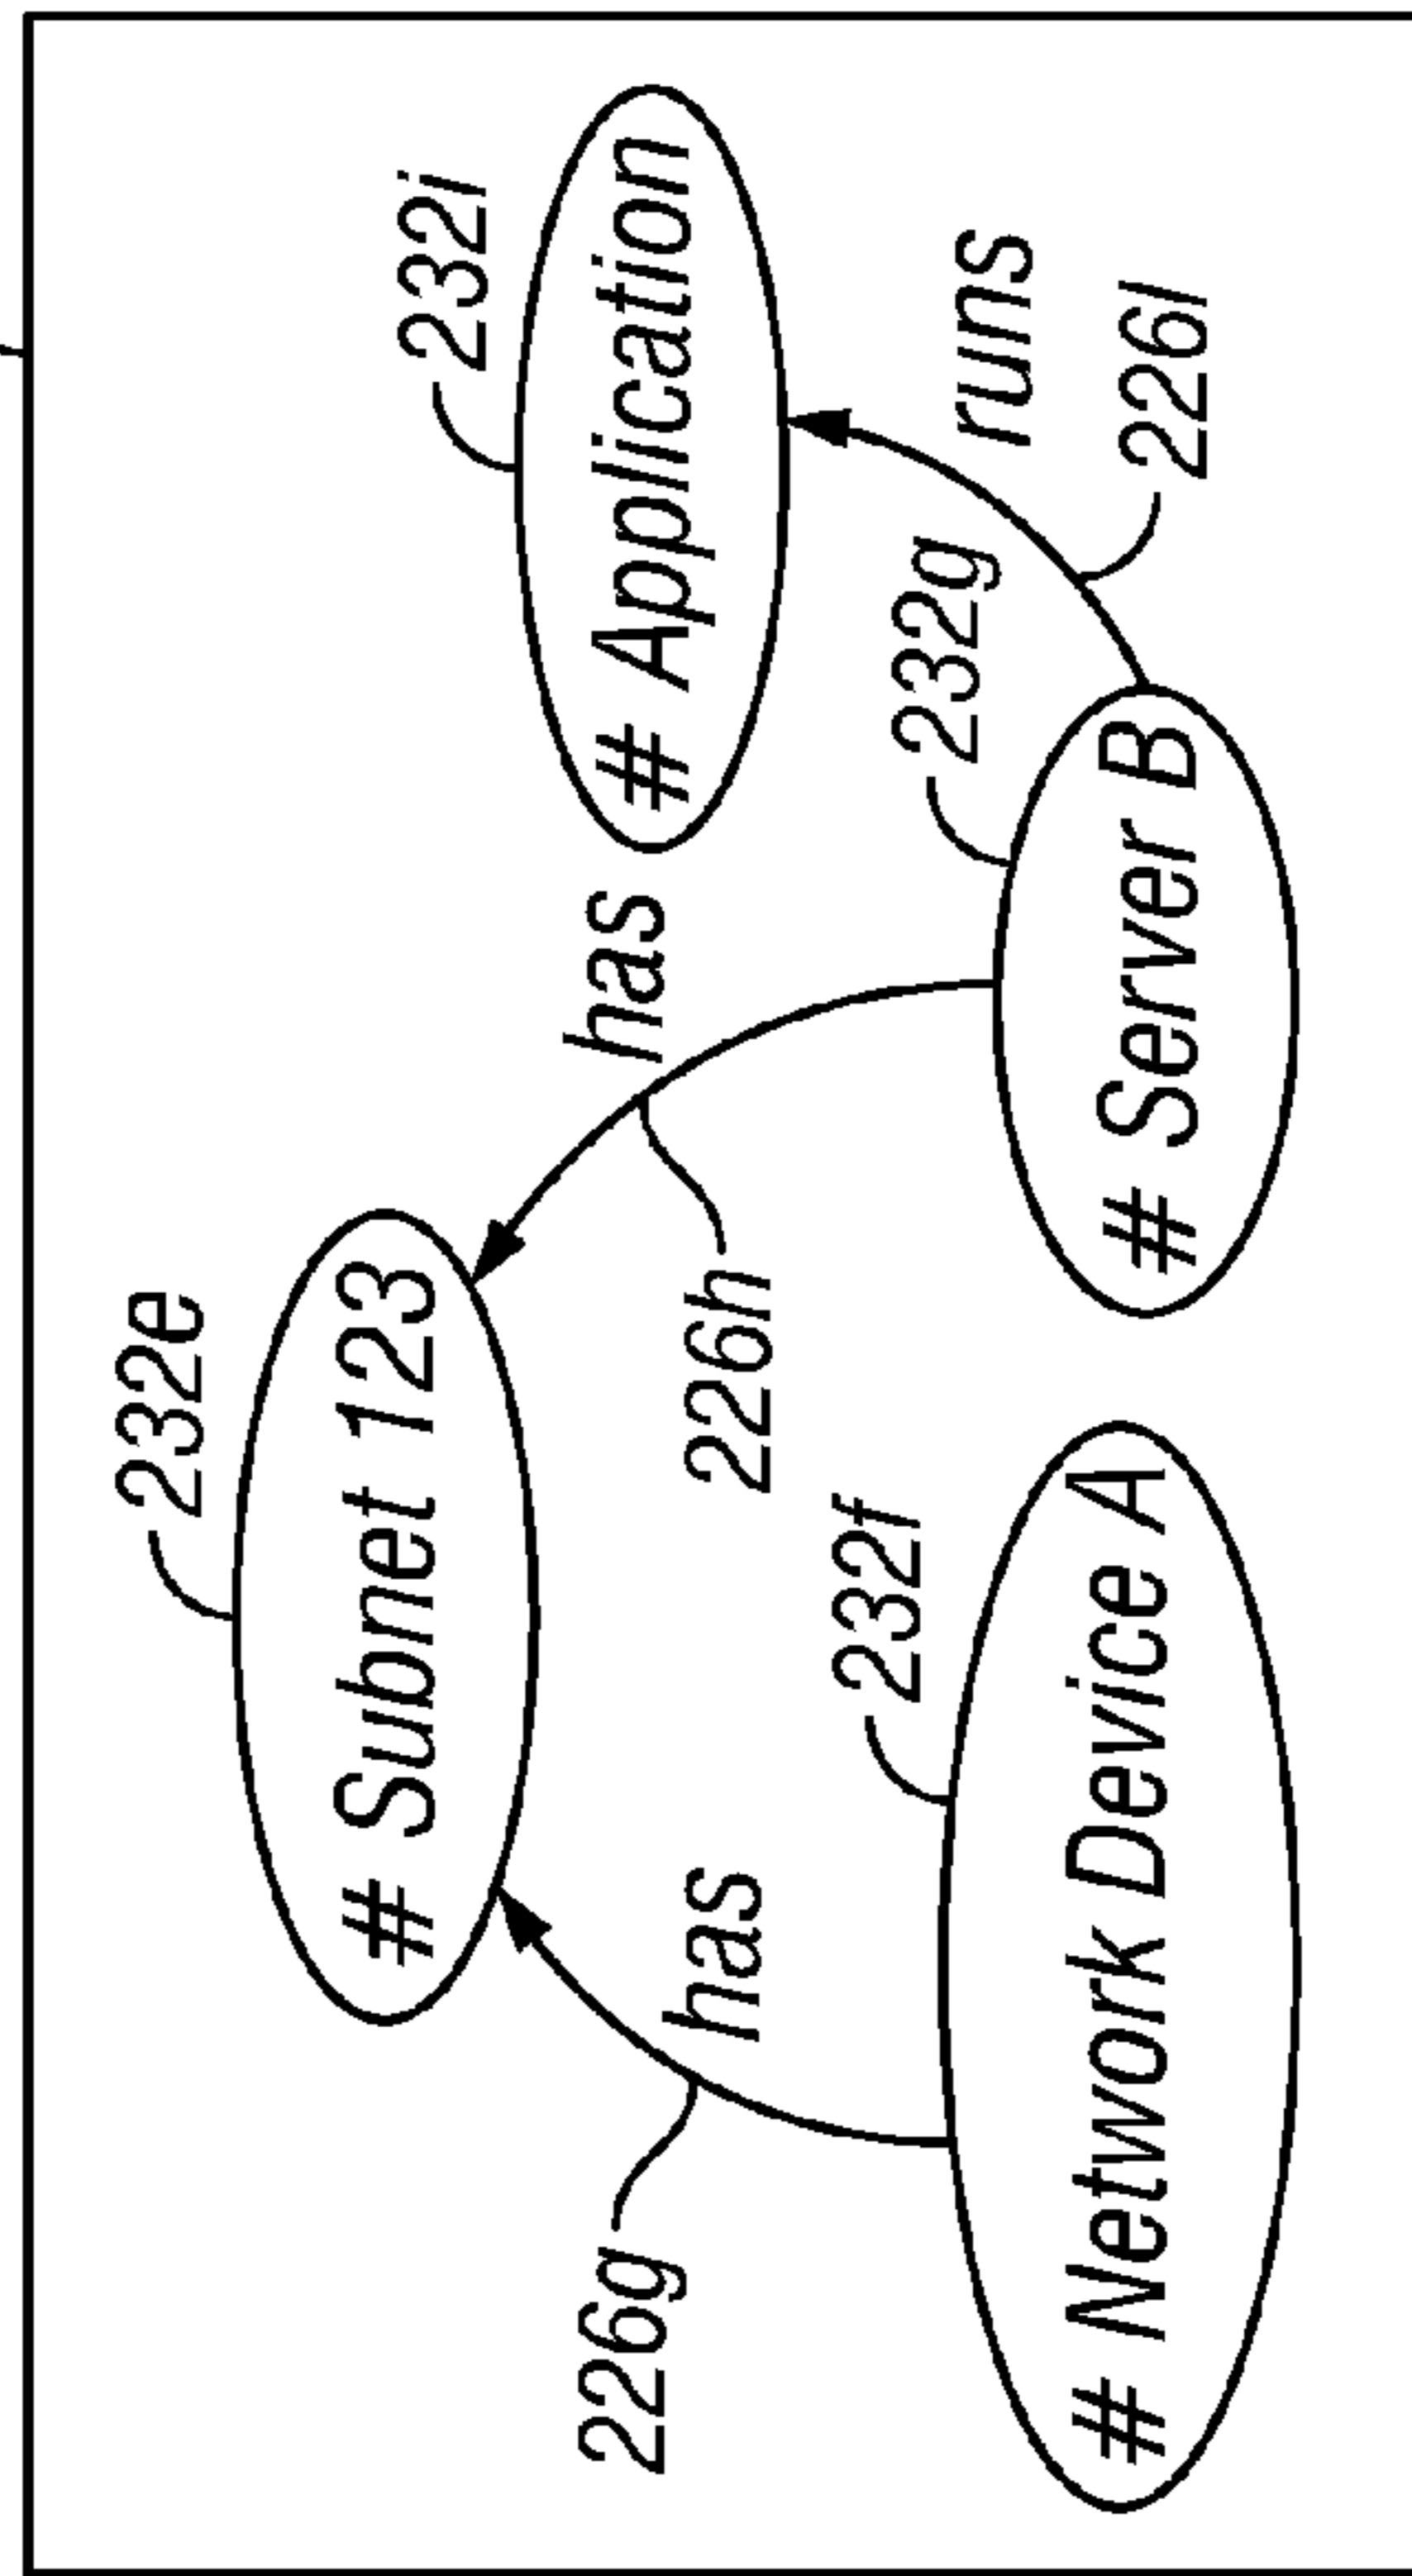 232e
# Subnet 123
232i
# Application
226g
has
has
226h
232f
232g
runs
226l
# Network Device A
# Server B